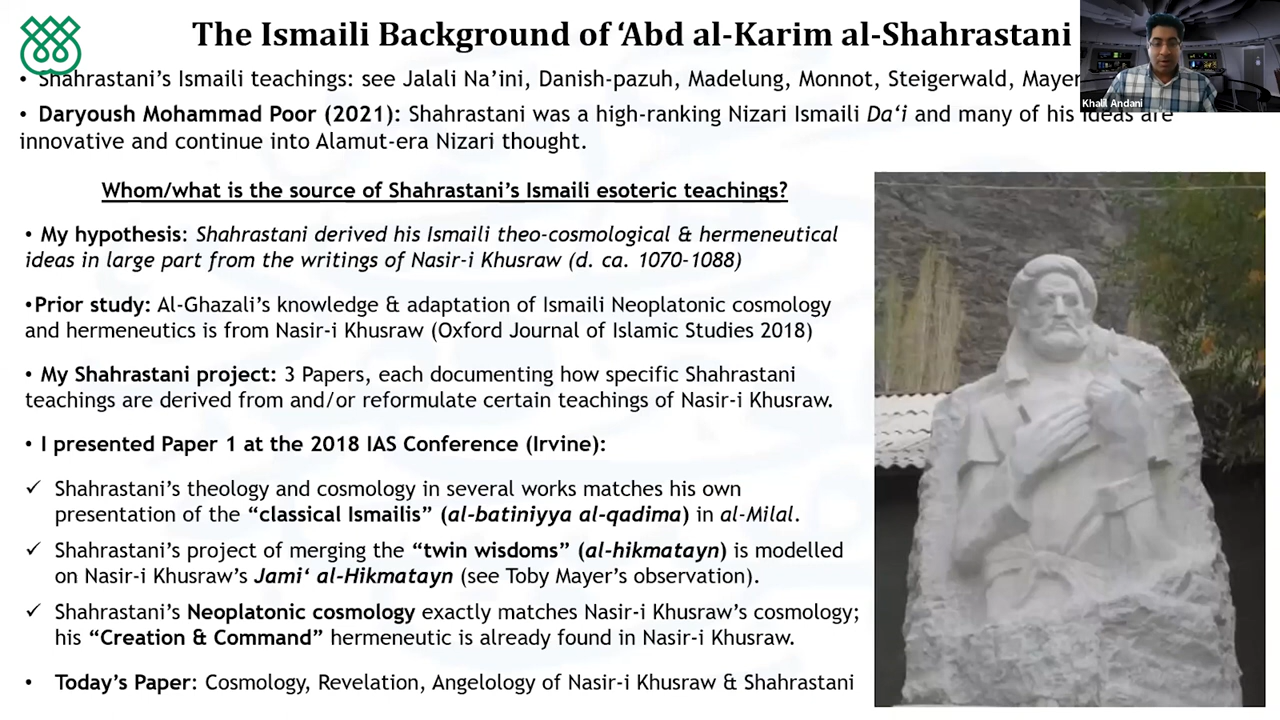 The Ismaili Background of ‘Abd al-Karim al-Shahrastani
• Shahrastani’s Ismaili teachings: see Jalali Na’ini, Danish-pazuh, Madelung, Monnot, Steigerwald, Mayer
Khalil Andani
• Daryoush Mohammad Poor (2021): Shahrastani was a high-ranking Nizari Ismaili Da‘i and many of his ideas are
innovative and continue into Alamut-era Nizari thought.
Whom/what is the source of Shahrastani’s Ismaili esoteric teachings?
• My hypothesis: Shahrastani derived his Ismaili theo-cosmological & hermeneutical
ideas in large part from the writings of Nasir-i Khusraw (d. ca. 1070-1088)
•Prior study: Al-Ghazali’s knowledge & adaptation of Ismaili Neoplatonic cosmology
and hermeneutics is from Nasir-i Khusraw (Oxford Journal of Islamic Studies 2018)
• My Shahrastani project: 3 Papers, each documenting how specific Shahrastani
teachings are derived from and/or reformulate certain teachings of Nasir-i Khusraw.
• I presented Paper 1 at the 2018 IAS Conference (Irvine):
✓ Shahrastani’s theology and cosmology in several works matches his own
presentation of the “classical Ismailis” (al-batiniyya al-qadima) in al-Milal.
✓ Shahrastani’s project of merging the “twin wisdoms” (al-hikmatayn) is modelled
on Nasir-i Khusraw’s Jami‘ al-Hikmatayn (see Toby Mayer’s observation).
✓ Shahrastani’s Neoplatonic cosmology exactly matches Nasir-i Khusraw’s cosmology;
his “Creation & Command” hermeneutic is already found in Nasir-i Khusraw.
• Today’s Paper: Cosmology, Revelation, Angelology of Nasir-i Khusraw & Shahrastani